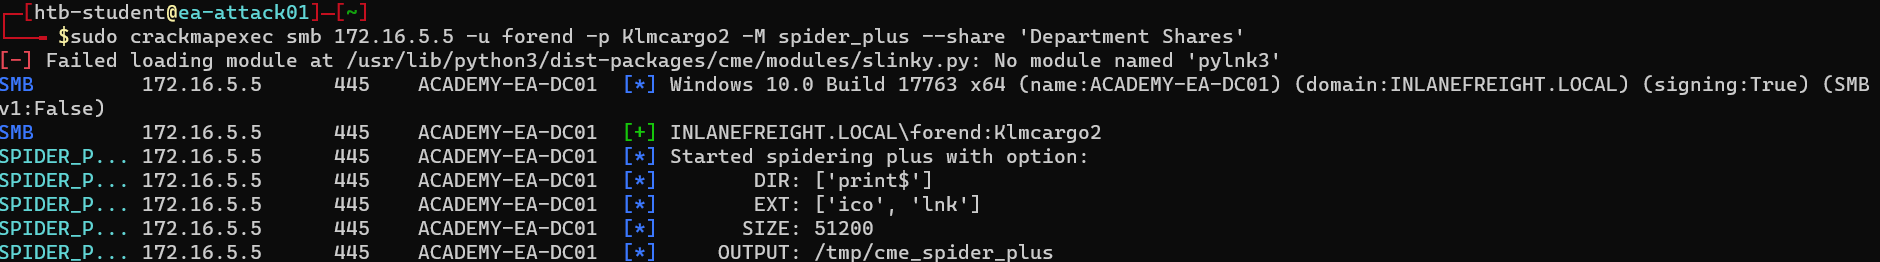 ┌─[htb-student@ea-attack01]─[~]
└──╼ $sudo crackmapexec smb 172.16.5.5 -u forend -p Klmcargo2 -M spider_plus --share 'Department Shares'
[-] Failed loading module at /usr/lib/python3/dist-packages/cme/modules/slinky.py: No module named 'pylnk3'
SMB         172.16.5.5      445    ACADEMY-EA-DC01  [*] Windows 10.0 Build 17763 x64 (name:ACADEMY-EA-DC01) (domain:INLANEFREIGHT.LOCAL) (signing:True) (SMB
v1:False)
SMB         172.16.5.5      445    ACADEMY-EA-DC01  [+] INLANEFREIGHT.LOCAL\forend:Klmcargo2
SPIDER_P... 172.16.5.5      445    ACADEMY-EA-DC01  [*] Started spidering plus with option:
SPIDER_P... 172.16.5.5      445    ACADEMY-EA-DC01  [*]        DIR: ['print$']
SPIDER_P... 172.16.5.5      445    ACADEMY-EA-DC01  [*]        EXT: ['ico', 'lnk']
SPIDER_P... 172.16.5.5      445    ACADEMY-EA-DC01  [*]       SIZE: 51200
SPIDER_P... 172.16.5.5      445    ACADEMY-EA-DC01  [*]     OUTPUT: /tmp/cme_spider_plus